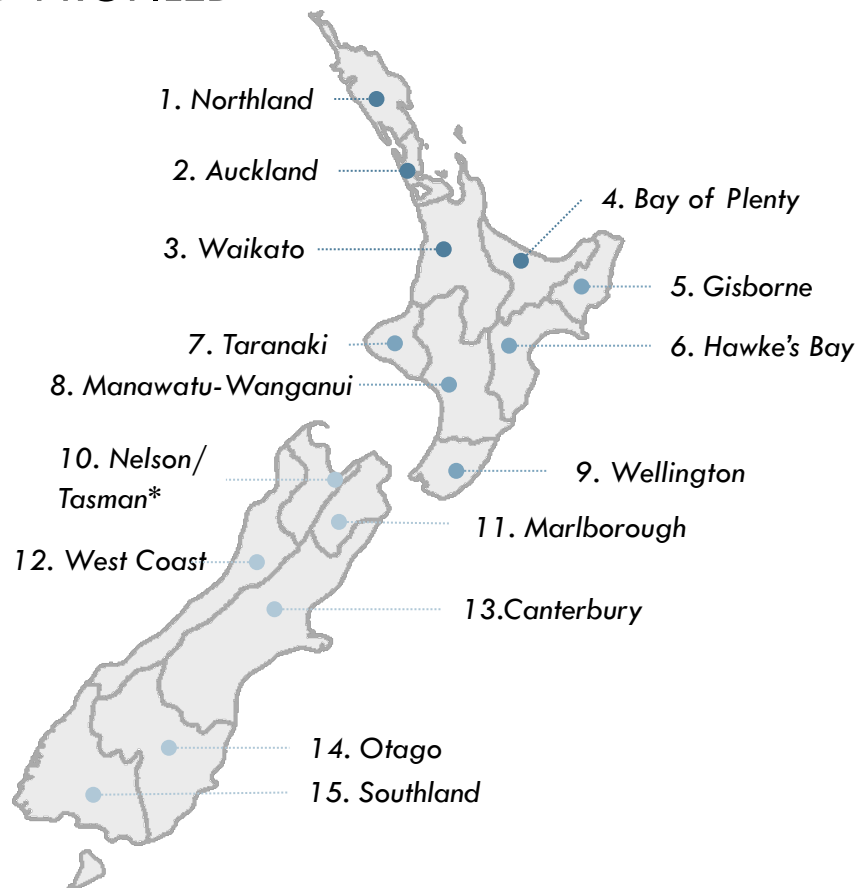 1. Northland
2. Auckland
3. Waikato
4. Bay of Plenty
5. Gisborne
6. Hawke's Bay
7. Taranaki
8. Manawatu-Wanganui
9. Wellington
10. Nelson/
Tasman*
11. Marlborough
12. West Coast
13.Canterbury
14. Otago
15. Southland